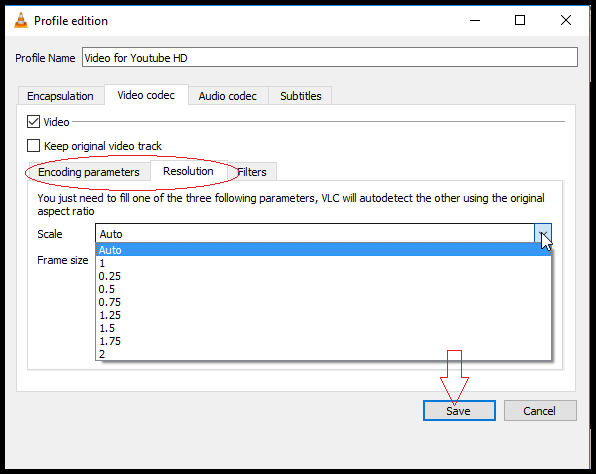 Profile edition
Profile Name Video for Youtube HD
Encapsulation Video codec Audio codec Subtitles
Video
Keep original video track
Encoding parameters Resolution Filters
You just need to fill one of the three following parameters, VLC will autodetect the other using the original
aspect ratio
Scale Auto
Auto
Frame size
1
0.25
0.5
0.75
1.25
1.5
1.75
2
Save Cancel